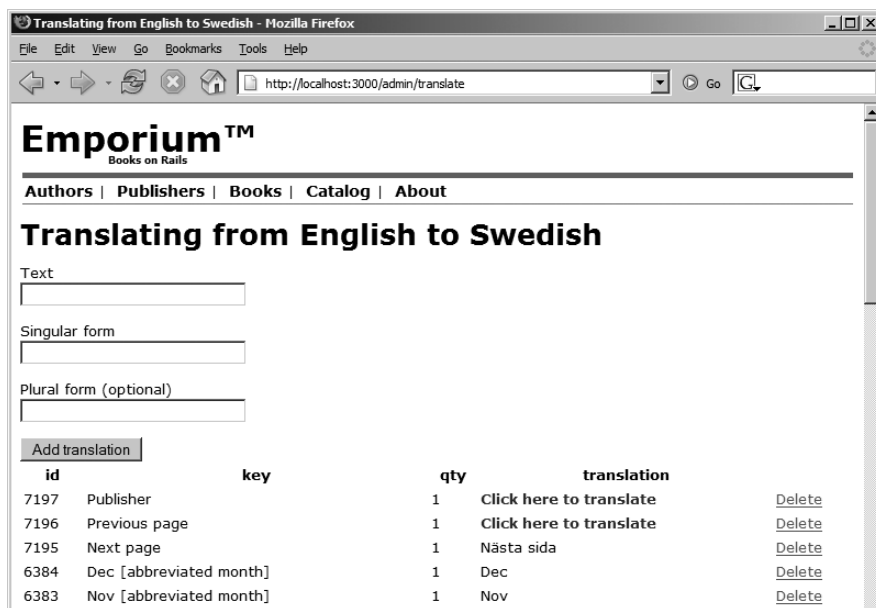 Translating from English to Swedish - Mozilla Firefox
File Edit View Go Bookmarks Tools Help
http://localhost:3000/admin/translate Go G
Emporium™
Books on Rails
Authors | Publishers | Books | Catalog | About
Translating from English to Swedish
Text
Singular form
Plural form (optional)
Add translation
id key qty translation
7197 Publisher 1 Click here to translate Delete
7196 Previous page 1 Click here to translate Delete
7195 Next page 1 Nästa sida Delete
6384 Dec [abbreviated month] 1 Dec Delete
6383 Nov [abbreviated month] 1 Nov Delete